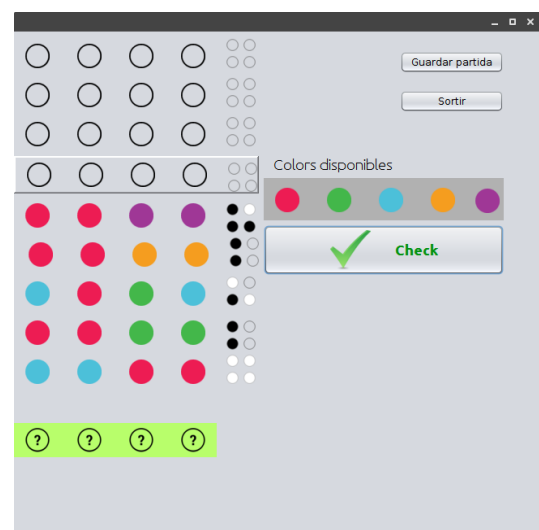 Guardar partida
Sortir
Colors disponibles
Check
? ? ? ?